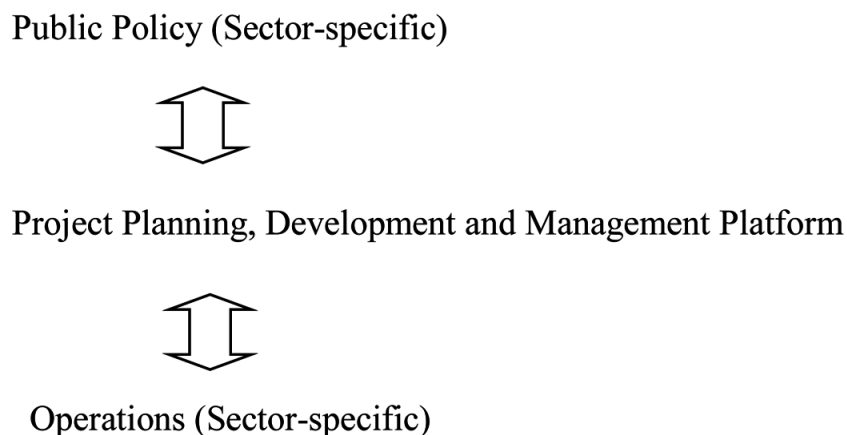 Public Policy (Sector-specific)
Project Planning, Development and Management Platform
Operations (Sector-specific)